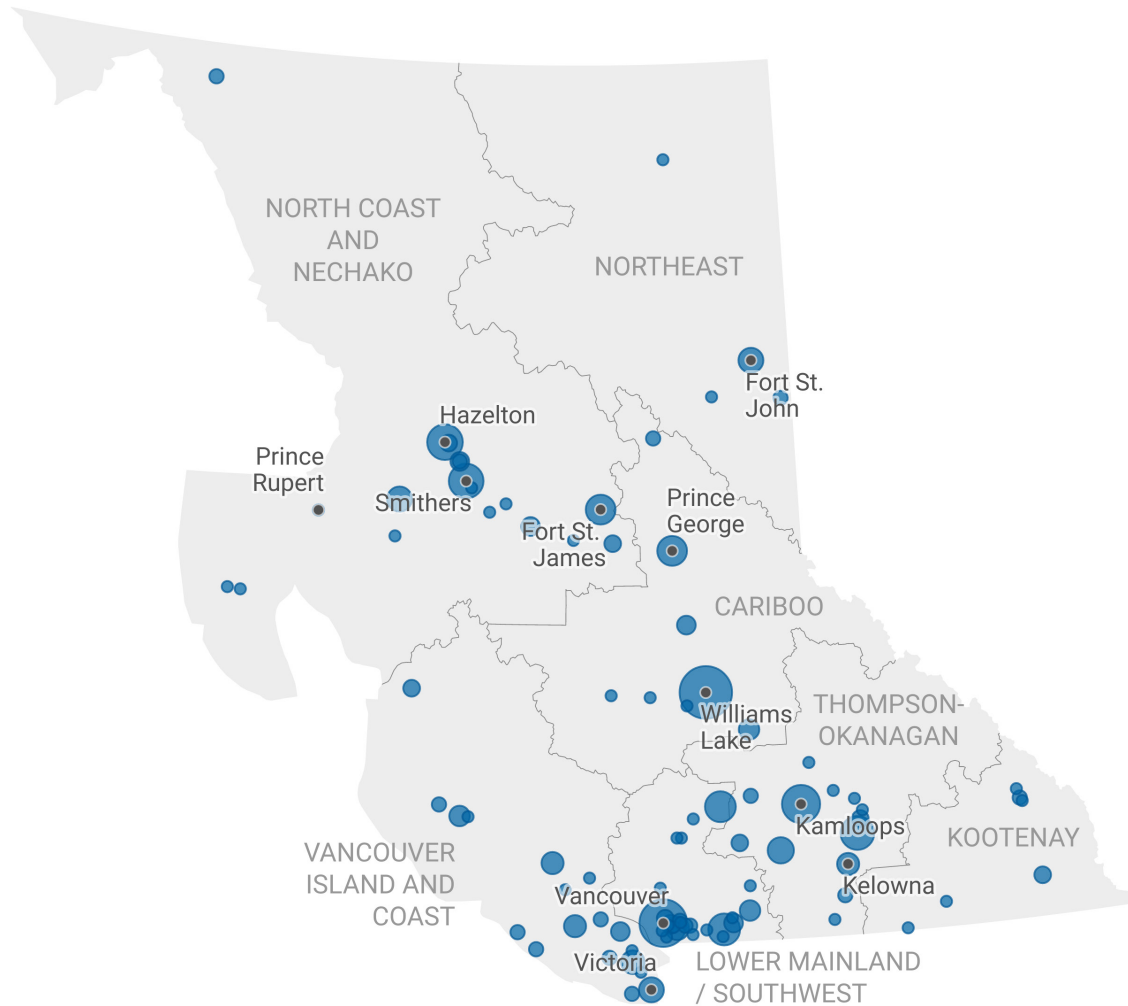 NORTH COAST
AND
NECHAKO
NORTHEAST
Fort St.
John
Hazelton
Prince
Rupert
Smithers
Prince
George
Fort St.
James
CARIBOO
Williams
Lake
THOMPSON-
OKANAGAN
Kamloops
KOOTENAY
VANCOUVER
ISLAND AND
COAST
Kelowna
Vancouver
Victoria
LOWER MAINLAND
/ SOUTHWEST